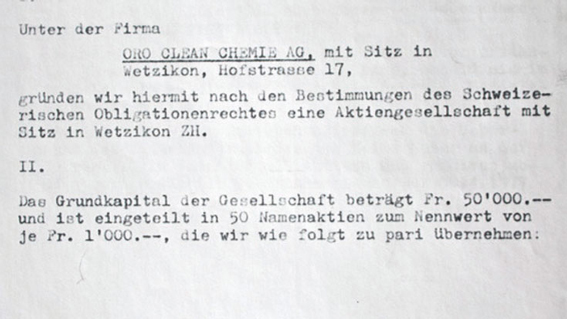 Unter der Firma
ORO CLEAN CHEMIE AG, mit Sitz in
Wetzikon, Hofstrasse 17,
gründen wir hiermit nach den Bestimmungen des Schweize-
rischen Obligationenrechtes eine Aktiengesellschaft mit
Sitz in Wetzikon ZH.
II.
Das Grundkapital der Gesellschaft beträgt Fr. 50'000.--
und ist eingeteilt in 50 Namenaktien zum Nennwert von
je Fr. 1'000.--, die wir wie folgt zu pari übernehmen: